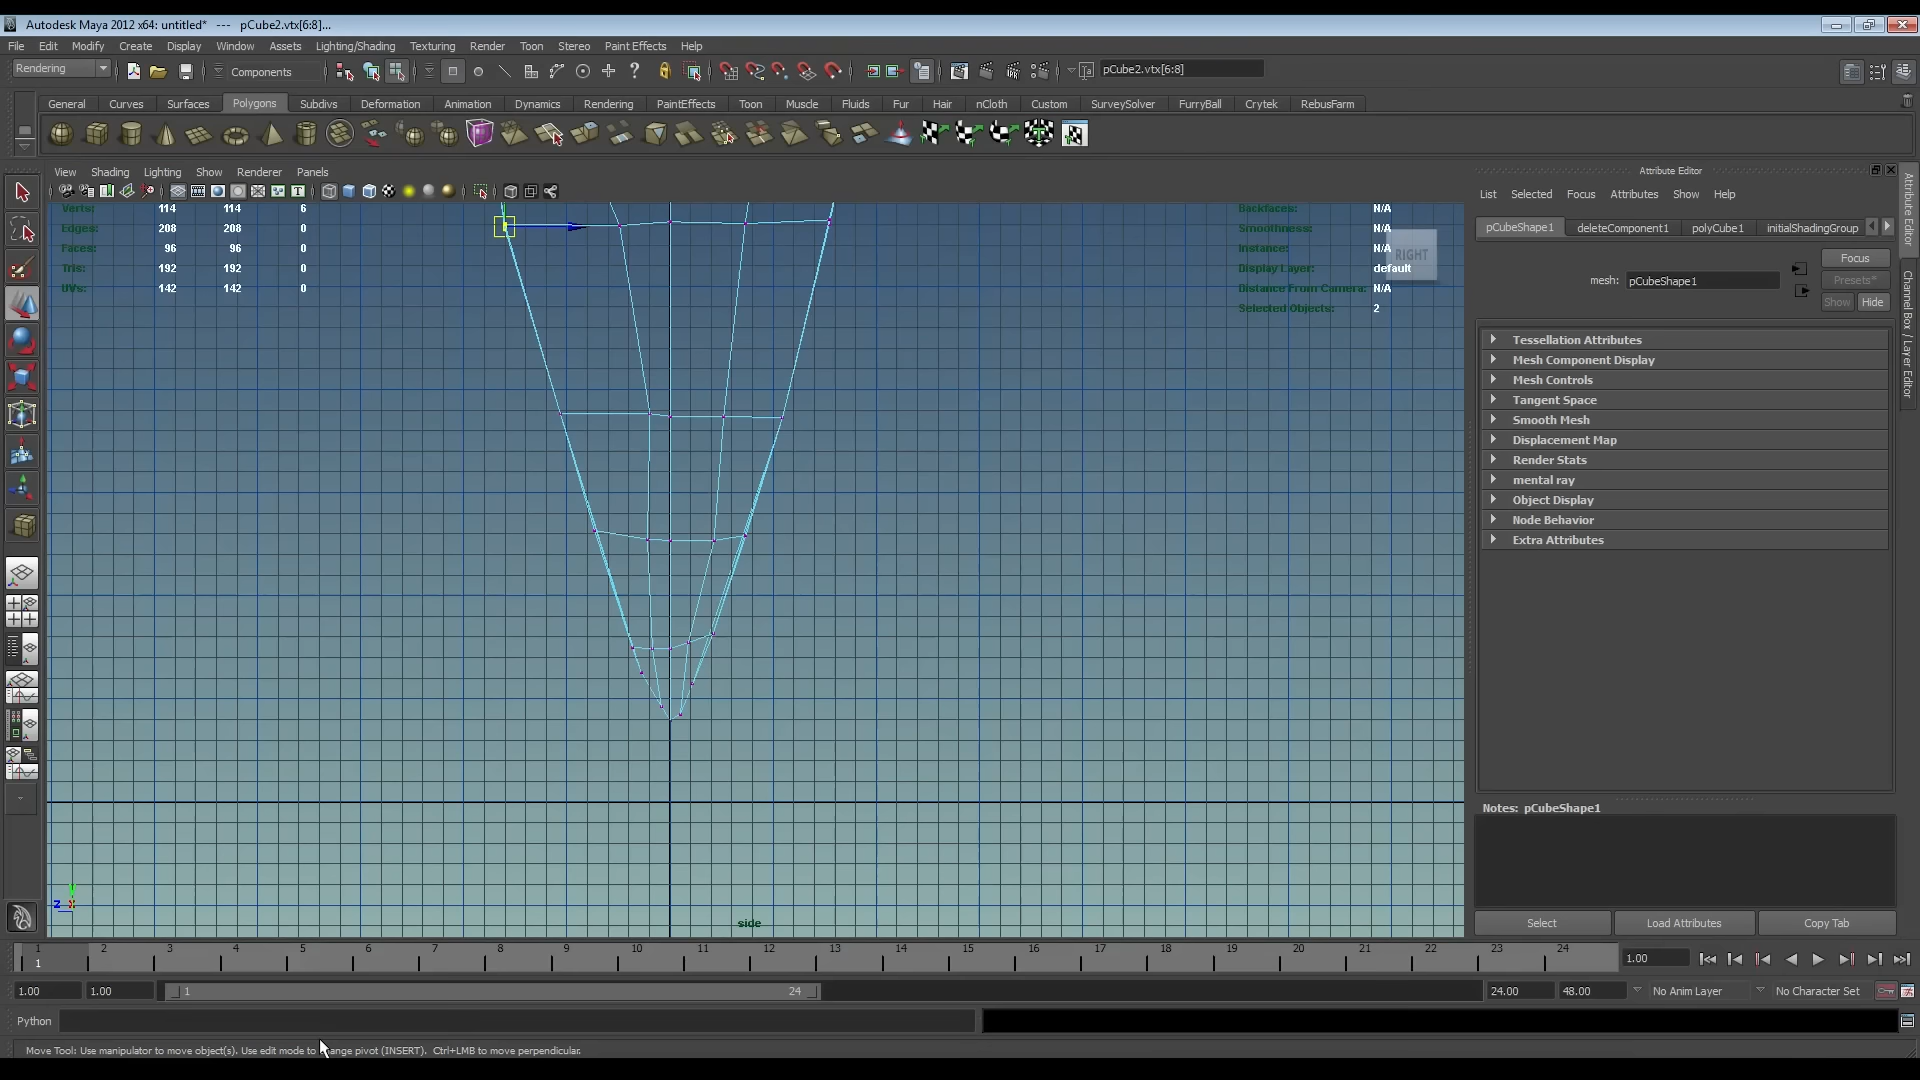 Autodesk Maya 2012 x64: untitled* --- pCube2.vtx[6:8]...
File Edit Modify Create Display Window Assets Lighting/Shading Texturing Render Toon Stereo Paint Effects Help
Rendering Components pCube2.vtx[6:8]
General Curves Surfaces Polygons Subdivs Deformation Animation Dynamics Rendering PaintEffects Toon Muscle Fluids Fur Hair nCloth Custom SurveySolver FurryBall Crytek RebusFarm
View Shading Lighting Show Renderer Panels
Verts: 114 114 6
Edges: 208 208 0
Faces: 96 96 0
Tris: 192 192 0
UVs: 142 142 0
Backfaces: N/A
Smoothness: N/A
Instance: N/A
Display Layer: default
Distance From Camera: N/A
Selected Objects: 2
RIGHT
side
y
z x
Attribute Editor
List Selected Focus Attributes Show Help
pCubeShape1 deleteComponent1 polyCube1 initialShadingGroup
mesh: pCubeShape1
Focus
Presets*
Show Hide
Tessellation Attributes
Mesh Component Display
Mesh Controls
Tangent Space
Smooth Mesh
Displacement Map
Render Stats
mental ray
Object Display
Node Behavior
Extra Attributes
Notes: pCubeShape1
Select Load Attributes Copy Tab
Attribute Editor
Channel Box / Layer Editor
1 2 3 4 5 6 7 8 9 10 11 12 13 14 15 16 17 18 19 20 21 22 23 24
1 1.00
1.00 1.00 1 24 24.00 48.00 No Anim Layer No Character Set
Python
Move Tool: Use manipulator to move object(s). Use edit mode to ange pivot (INSERT). Ctrl+LMB to move perpendicular.